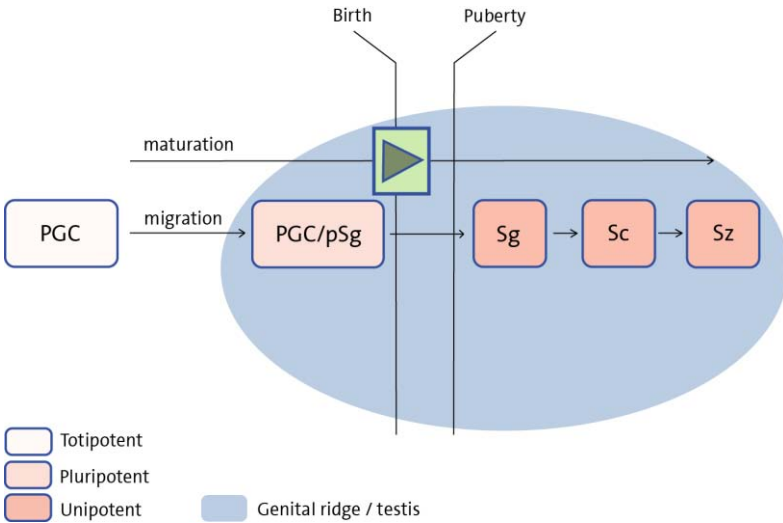 Birth
Puberty
maturation
migration
PGC
PGC/pSg
Sg
Sc
Sz
Totipotent
Pluripotent
Unipotent
Genital ridge / testis